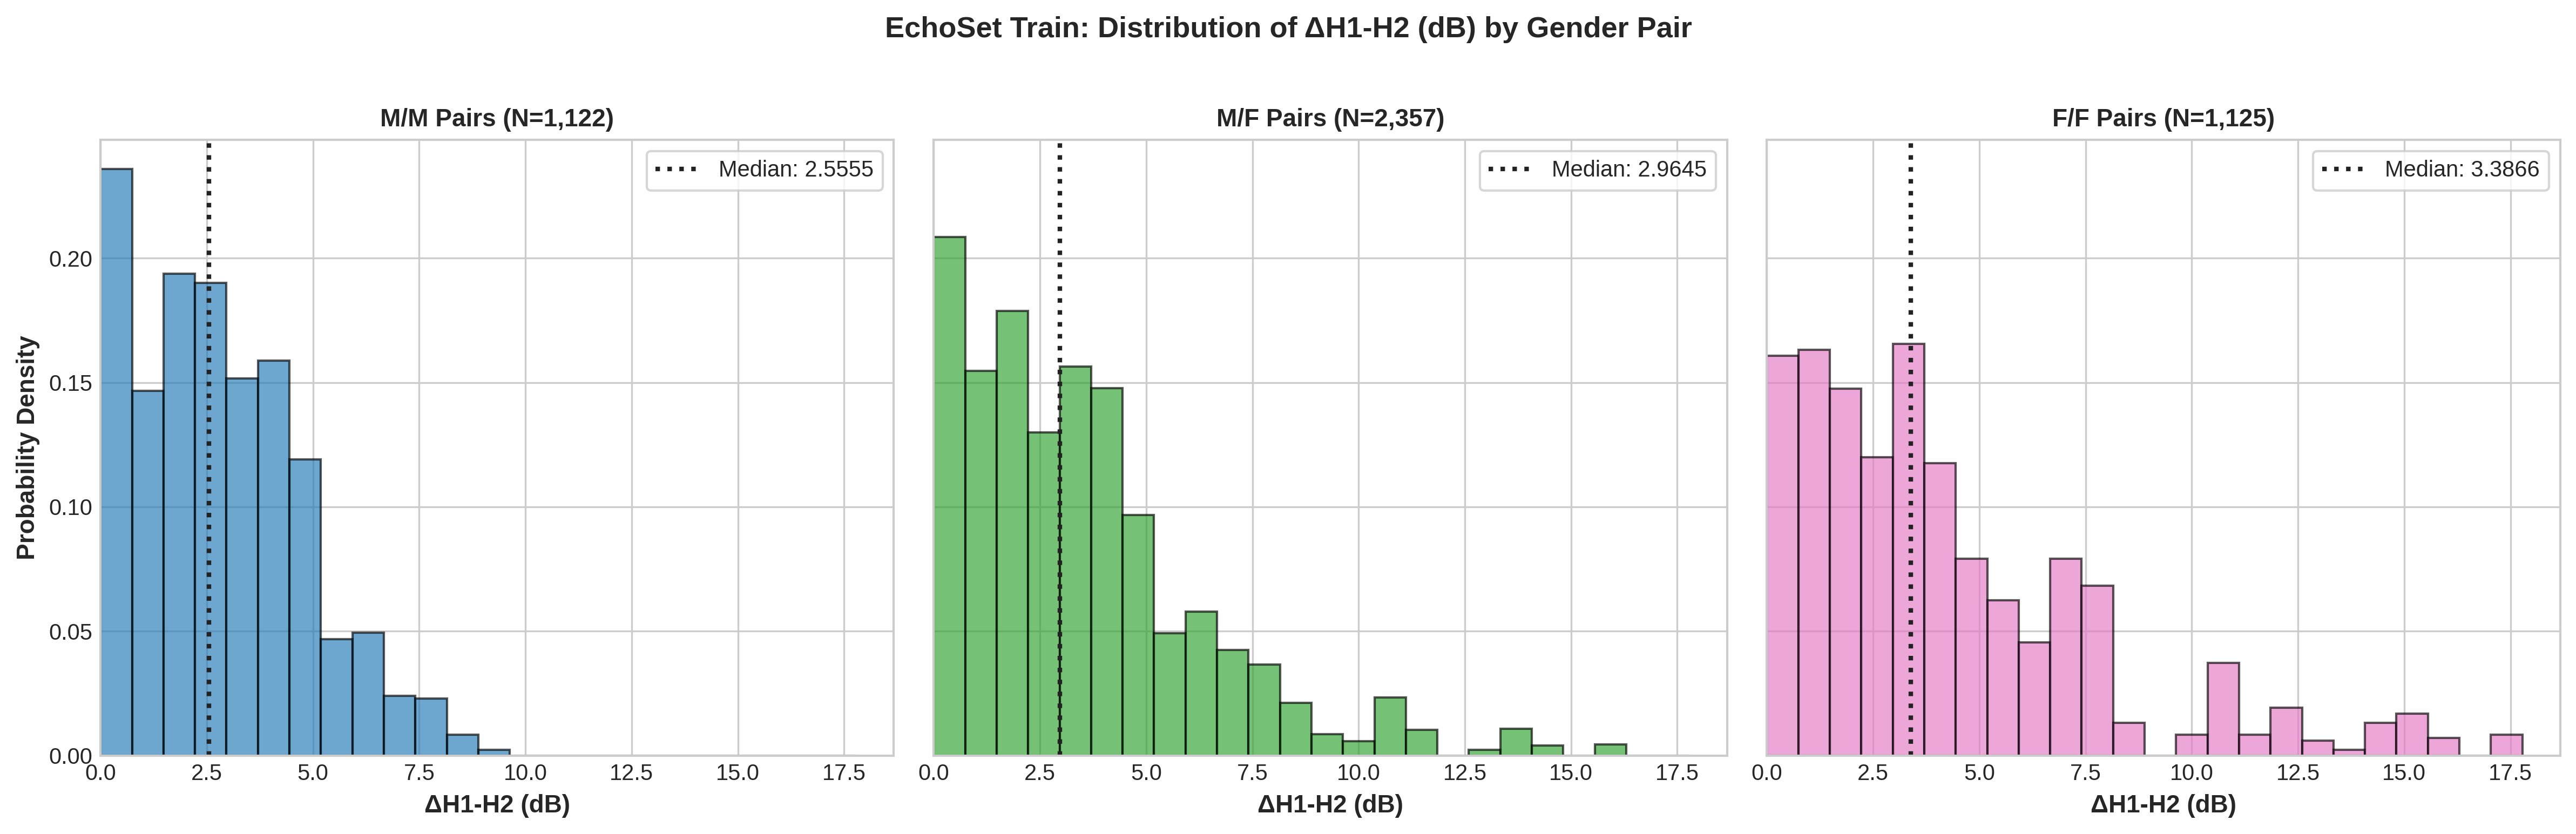 EchoSet Train: Distribution of ΔH1-H2 (dB) by Gender Pair
M/M Pairs (N=1,122)
Median: 2.5555
Probability Density
0.20
0.15
0.10
0.05
0.00
0.0 2.5 5.0 7.5 10.0 12.5 15.0 17.5
ΔH1-H2 (dB)
M/F Pairs (N=2,357)
Median: 2.9645
0.0 2.5 5.0 7.5 10.0 12.5 15.0 17.5
ΔH1-H2 (dB)
F/F Pairs (N=1,125)
Median: 3.3866
0.0 2.5 5.0 7.5 10.0 12.5 15.0 17.5
ΔH1-H2 (dB)